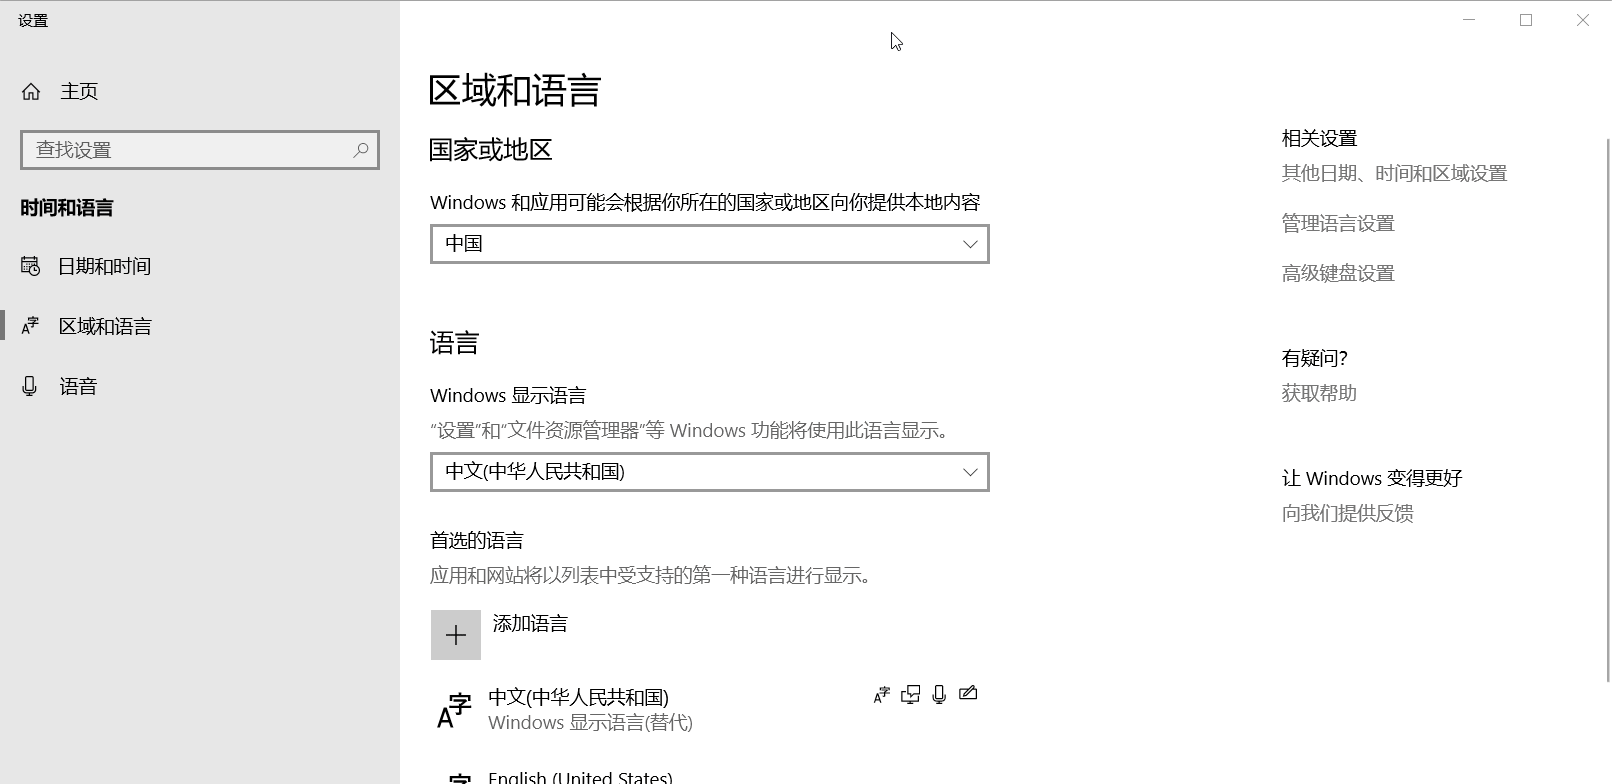 设置
主页
查找设置
时间和语言
日期和时间
区域和语言
语音
区域和语言
国家或地区
Windows 和应用可能会根据你所在的国家或地区向你提供本地内容
中国
语言
Windows 显示语言
“设置”和“文件资源管理器”等 Windows 功能将使用此语言显示。
中文(中华人民共和国)
首选的语言
应用和网站将以列表中受支持的第一种语言进行显示。
添加语言
中文(中华人民共和国)
Windows 显示语言(替代)
English (United States)
相关设置
其他日期、时间和区域设置
管理语言设置
高级键盘设置
有疑问?
获取帮助
让 Windows 变得更好
向我们提供反馈